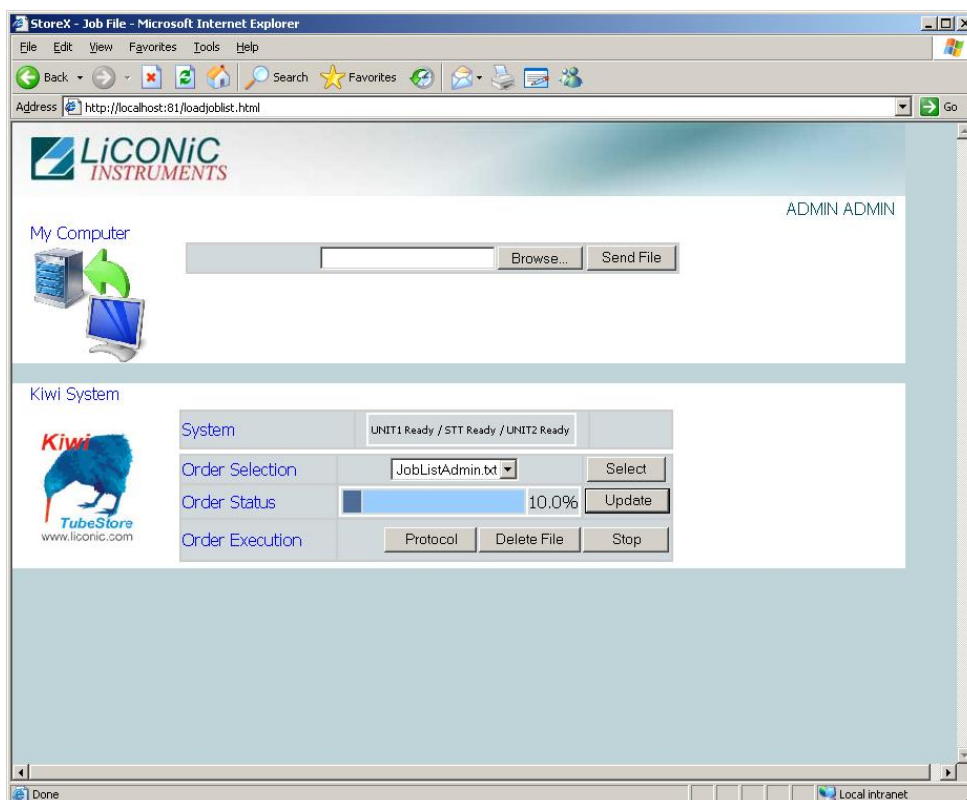 StoreX - Job File - Microsoft Internet Explorer
File Edit View Favorites Tools Help
Back Search Favorites
Address http://localhost:81/loadjoblist.html Go
LiCONiC
INSTRUMENTS
ADMIN ADMIN
My Computer
Browse... Send File
Kiwi System
System UNIT1 Ready / STT Ready / UNIT2 Ready
Kiwi
Order Selection JobListAdmin.txt Select
Order Status 10.0% Update
TubeStore
www.liconic.com
Order Execution Protocol Delete File Stop
Done Local intranet